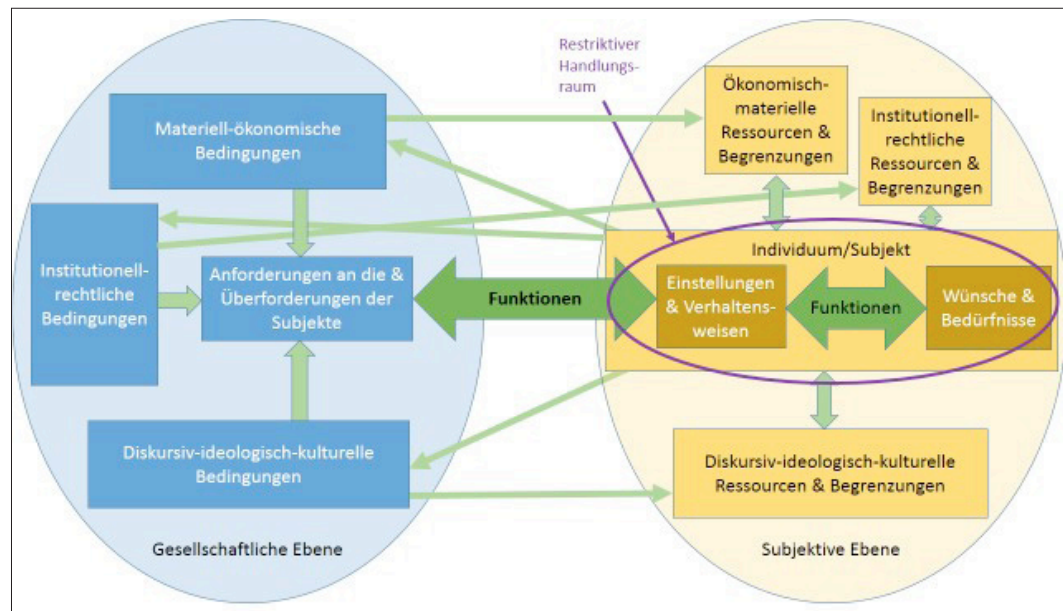 Restriktiver
Handlungs-
raum
Materiell-ökonomische
Bedingungen
Institutionell-
rechtliche
Bedingungen
Anforderungen an die &
Überforderungen der
Subjekte
Diskursiv-ideologisch-kulturelle
Bedingungen
Gesellschaftliche Ebene
Funktionen
Ökonomisch-
materielle
Ressourcen &
Begrenzungen
Institutionell-
rechtliche
Ressourcen &
Begrenzungen
Individuum/Subjekt
Einstellungen
& Verhaltens-
weisen
Funktionen
Wünsche &
Bedürfnisse
Diskursiv-ideologisch-kulturelle
Ressourcen & Begrenzungen
Subjektive Ebene